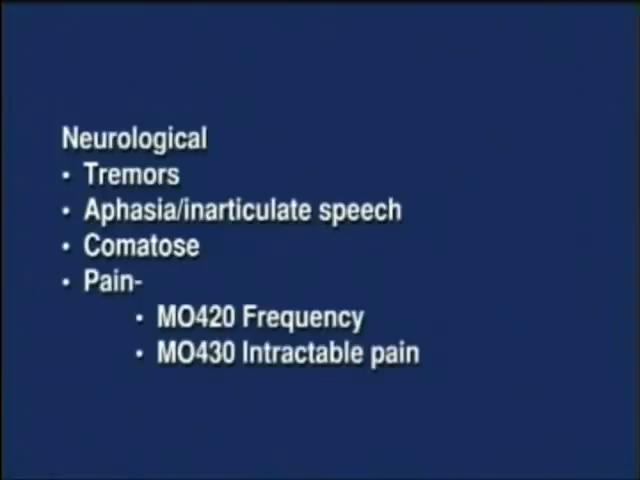 Neurological
• Tremors
• Aphasia/inarticulate speech
• Comatose
• Pain-
• MO420 Frequency
• MO430 Intractable pain